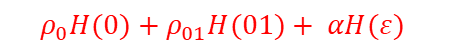 ρ₀H(0) + ρ₀₁H(01) + αH(ε)